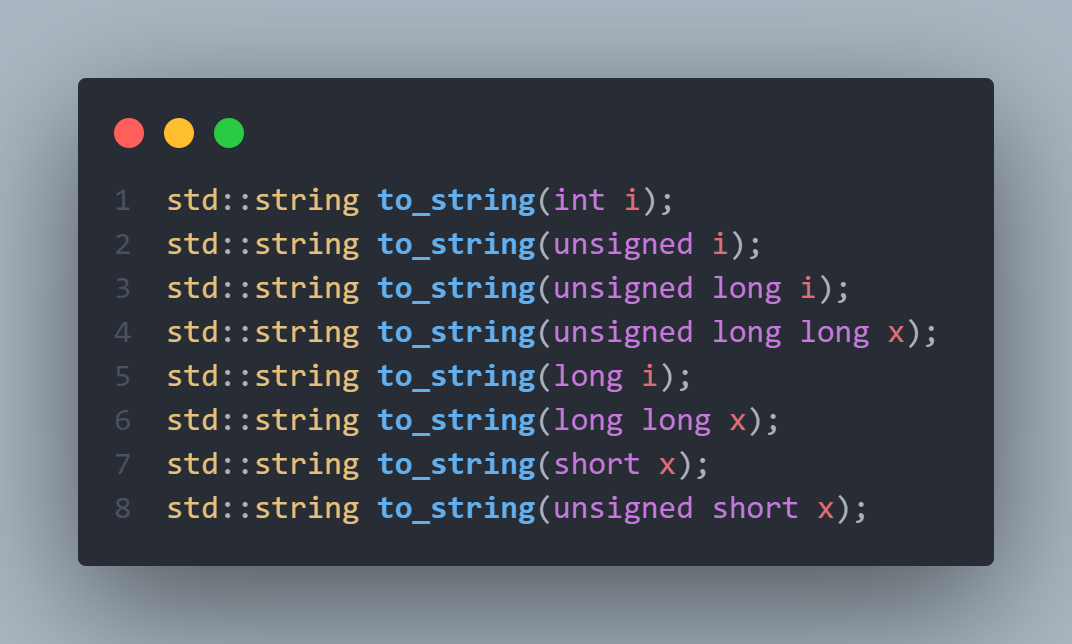 1 std::string to_string(int i);
2 std::string to_string(unsigned i);
3 std::string to_string(unsigned long i);
4 std::string to_string(unsigned long long x);
5 std::string to_string(long i);
6 std::string to_string(long long x);
7 std::string to_string(short x);
8 std::string to_string(unsigned short x);